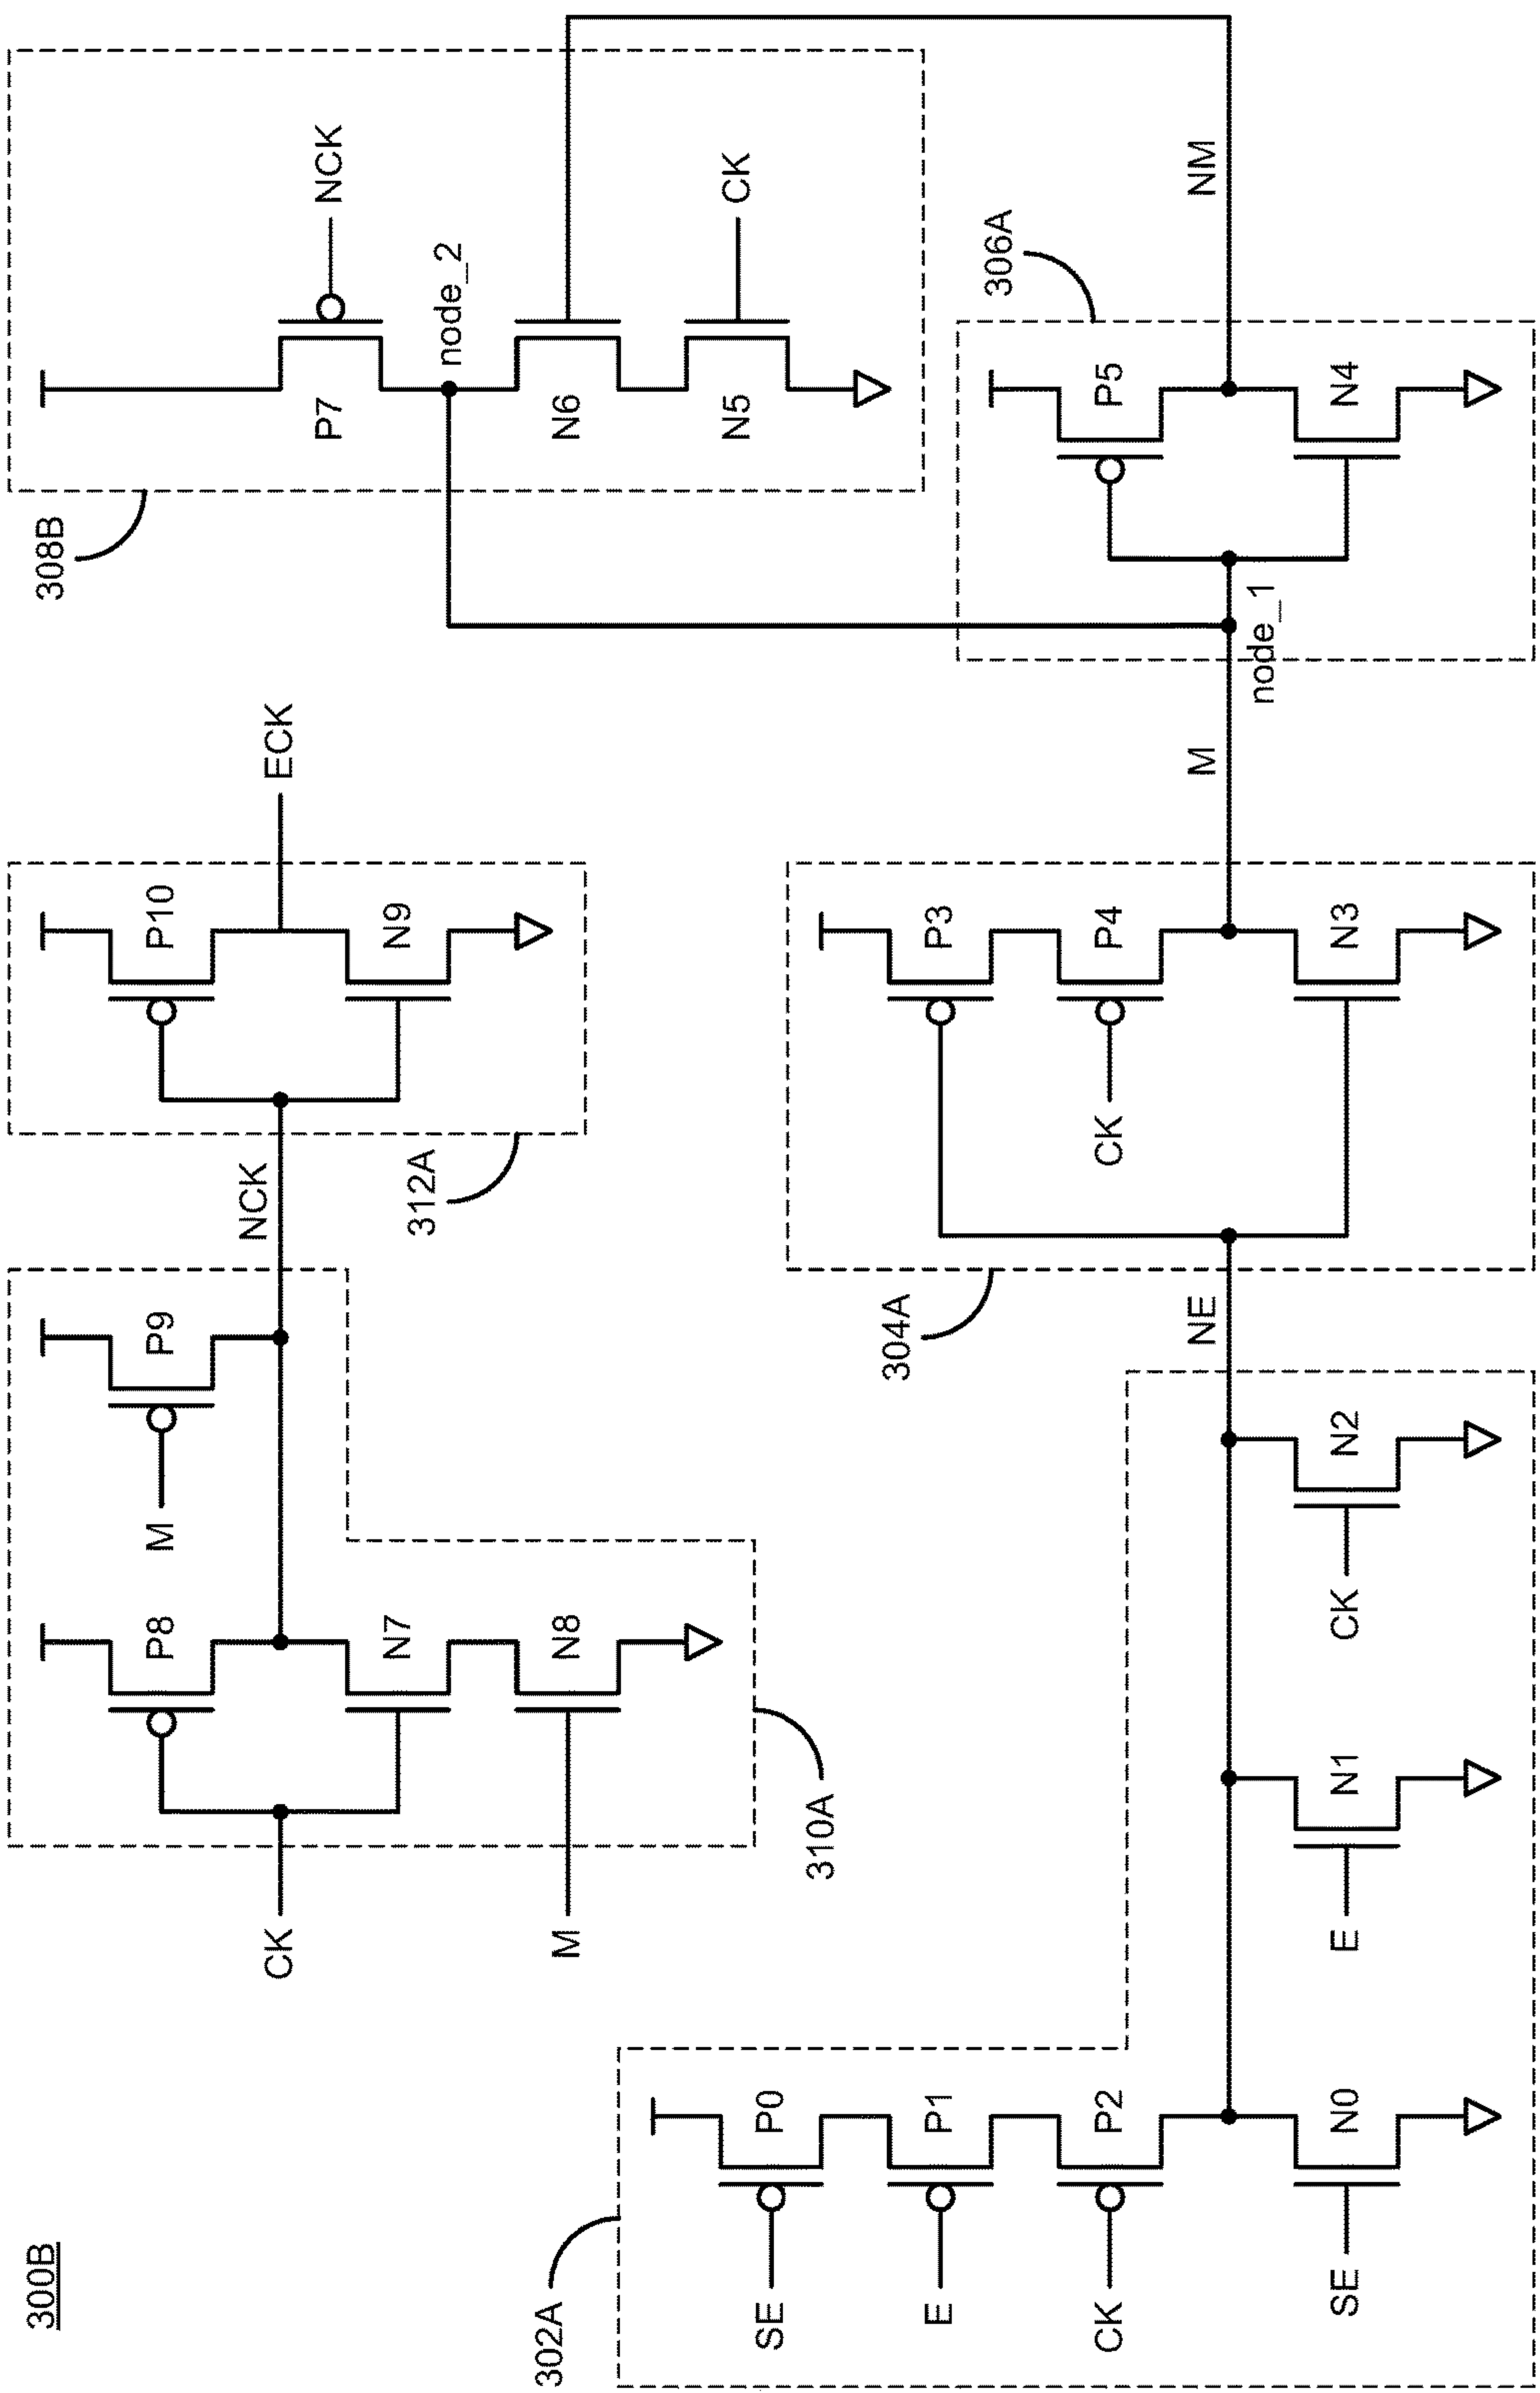 300B
308B
P7
NCK
node_2
N6
N5
CK
ECK
P10
N9
312A
NCK
P9
M
P8
N7
N8
CK
M
310A
NM
306A
P5
N4
node_1
M
P3
P4
N3
CK
304A
NE
N2
CK
N1
E
302A
P0
P1
P2
N0
SE
E
CK
SE